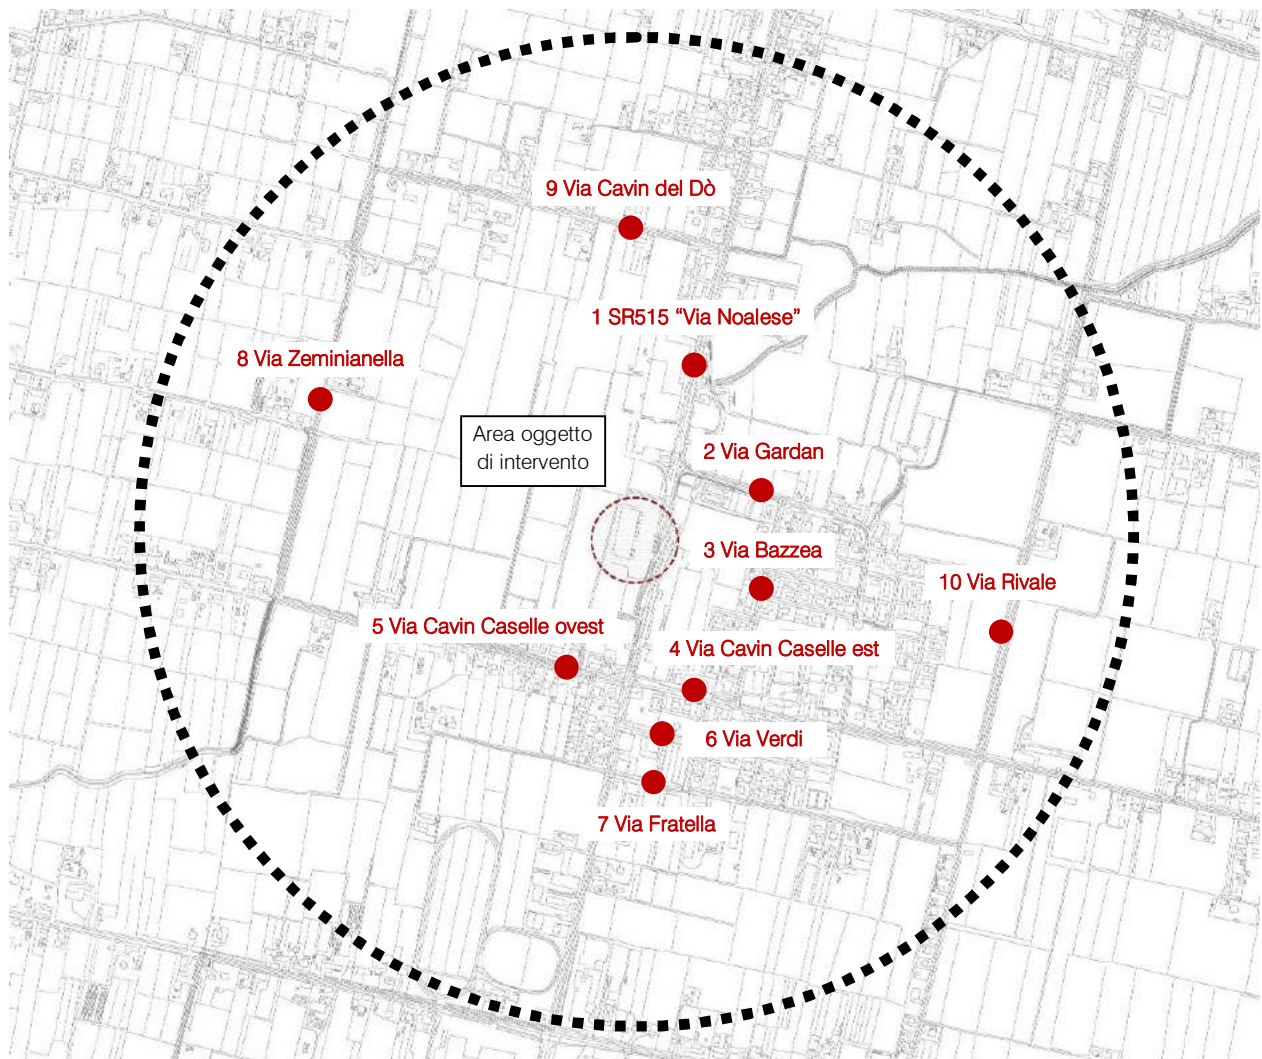 9 Via Cavin del Dò
1 SR515 “Via Noalese”
8 Via Zeminianella
Area oggetto
di intervento
2 Via Gardan
3 Via Bazzea
10 Via Rivale
5 Via Cavin Caselle ovest
4 Via Cavin Caselle est
6 Via Verdi
7 Via Fratella